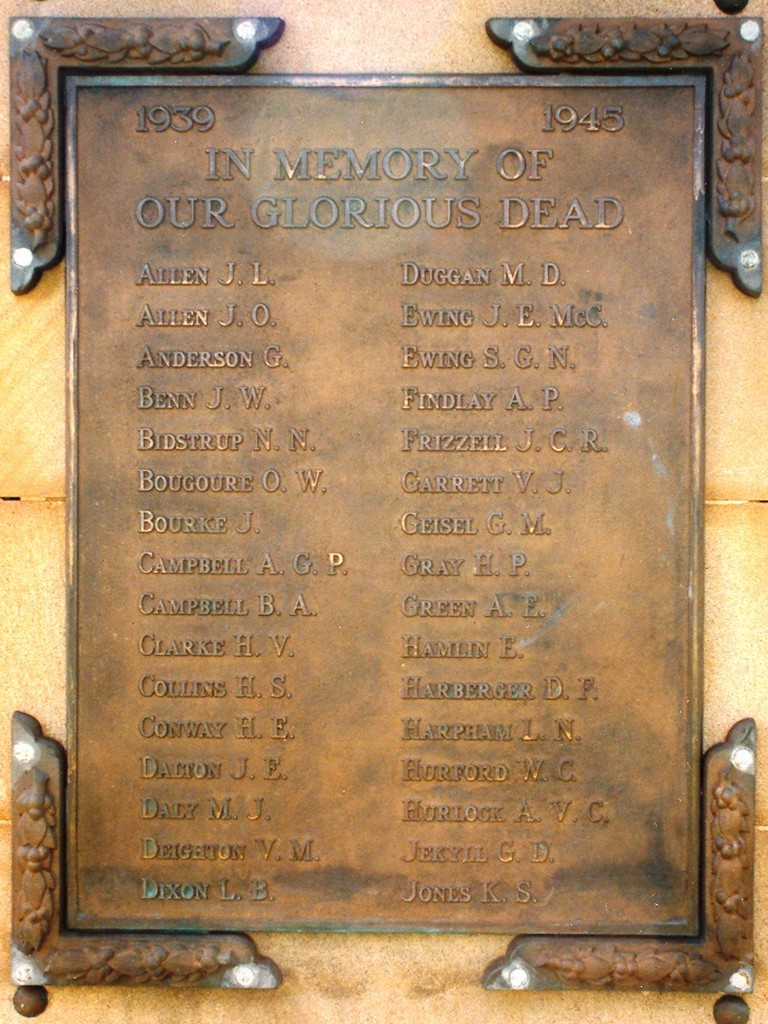 1939 1945
IN MEMORY OF
OUR GLORIOUS DEAD
ALLEN J. L.
ALLEN J. O.
ANDERSON G.
BENN J. W.
BIDSTRUP N. N.
BOUGOURE O. W.
BOURKE J.
CAMPBELL A. G. P.
CAMPBELL B. A.
CLARKE H. V.
COLLINS H. S.
CONWAY H. E.
DALTON J. E.
DALY M. J.
DEIGHTON V. M.
DIXON L. B.
DUGGAN M. D.
EWING J. E. McC.
EWING S. G. N.
FINDLAY A. P.
FRIZZELL J. C. R.
GARRETT V. J.
GEISEL G. M.
GRAY H. P.
GREEN A. E.
HAMLIN E.
HARBERGER D. F.
HARPHAM L. N.
HURFORD W. C.
HURLOCK A. V. C.
JEKYLL G. D.
JONES K. S.